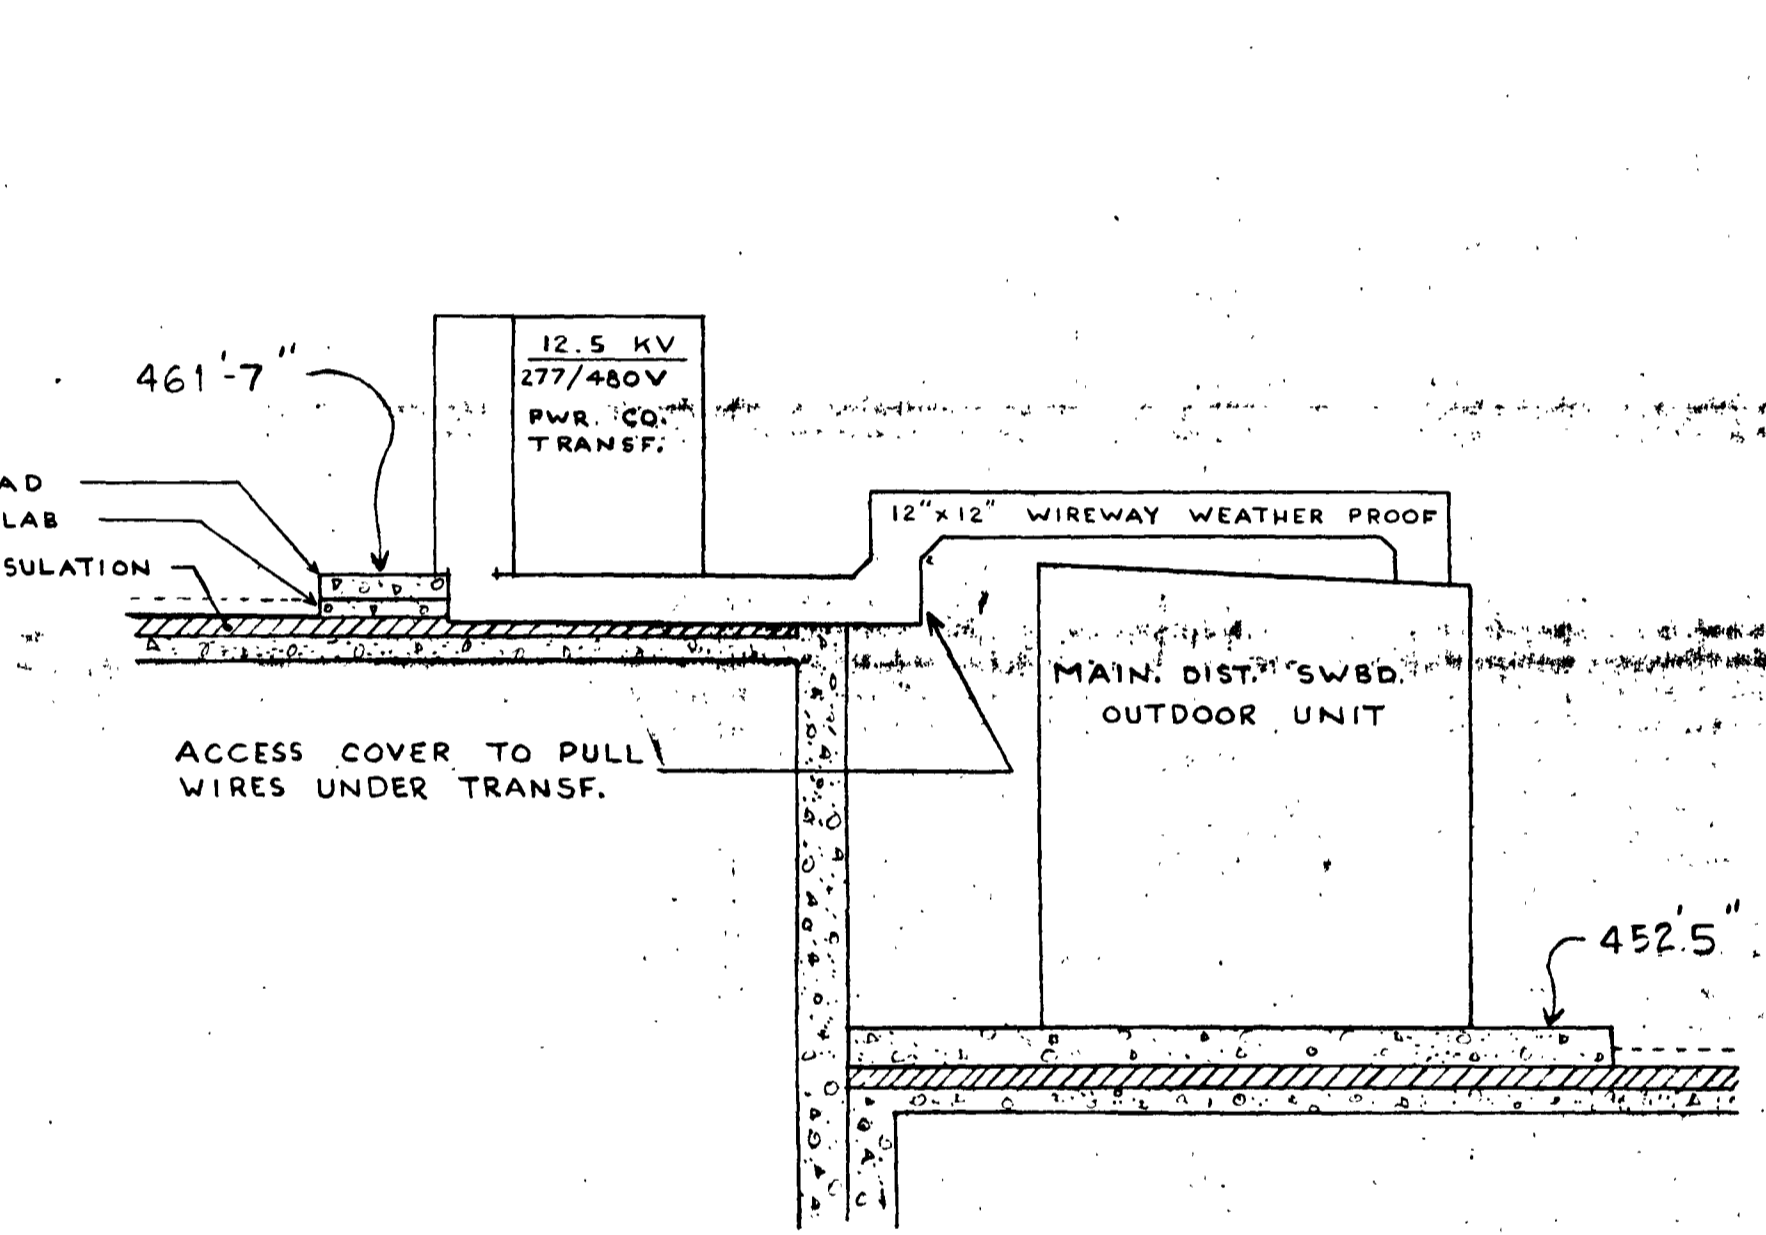 12.5 KV
277/480V
PWR. CO.
TRANSF.
461'-7"
AD
LAB
SULATION
12"x12" WIREWAY WEATHER PROOF
MAIN. DIST. SWBD.
OUTDOOR UNIT
ACCESS COVER TO PULL
WIRES UNDER TRANSF.
452'.5"